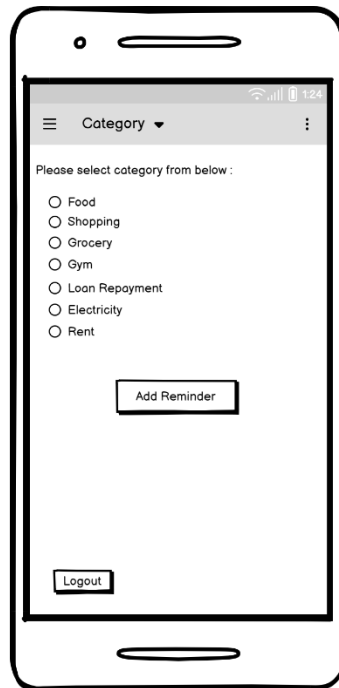 1:24
Category
Please select category from below :
Food
Shopping
Grocery
Gym
Loan Repayment
Electricity
Rent
Add Reminder
Logout